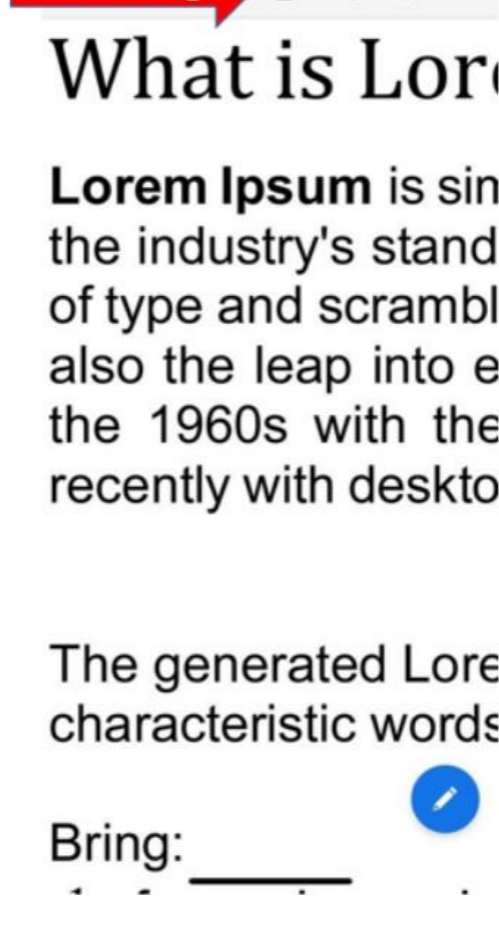 What is Lor
Lorem Ipsum is sim
the industry's stand
of type and scrambl
also the leap into e
the 1960s with the
recently with deskto
The generated Lore
characteristic words
Bring: